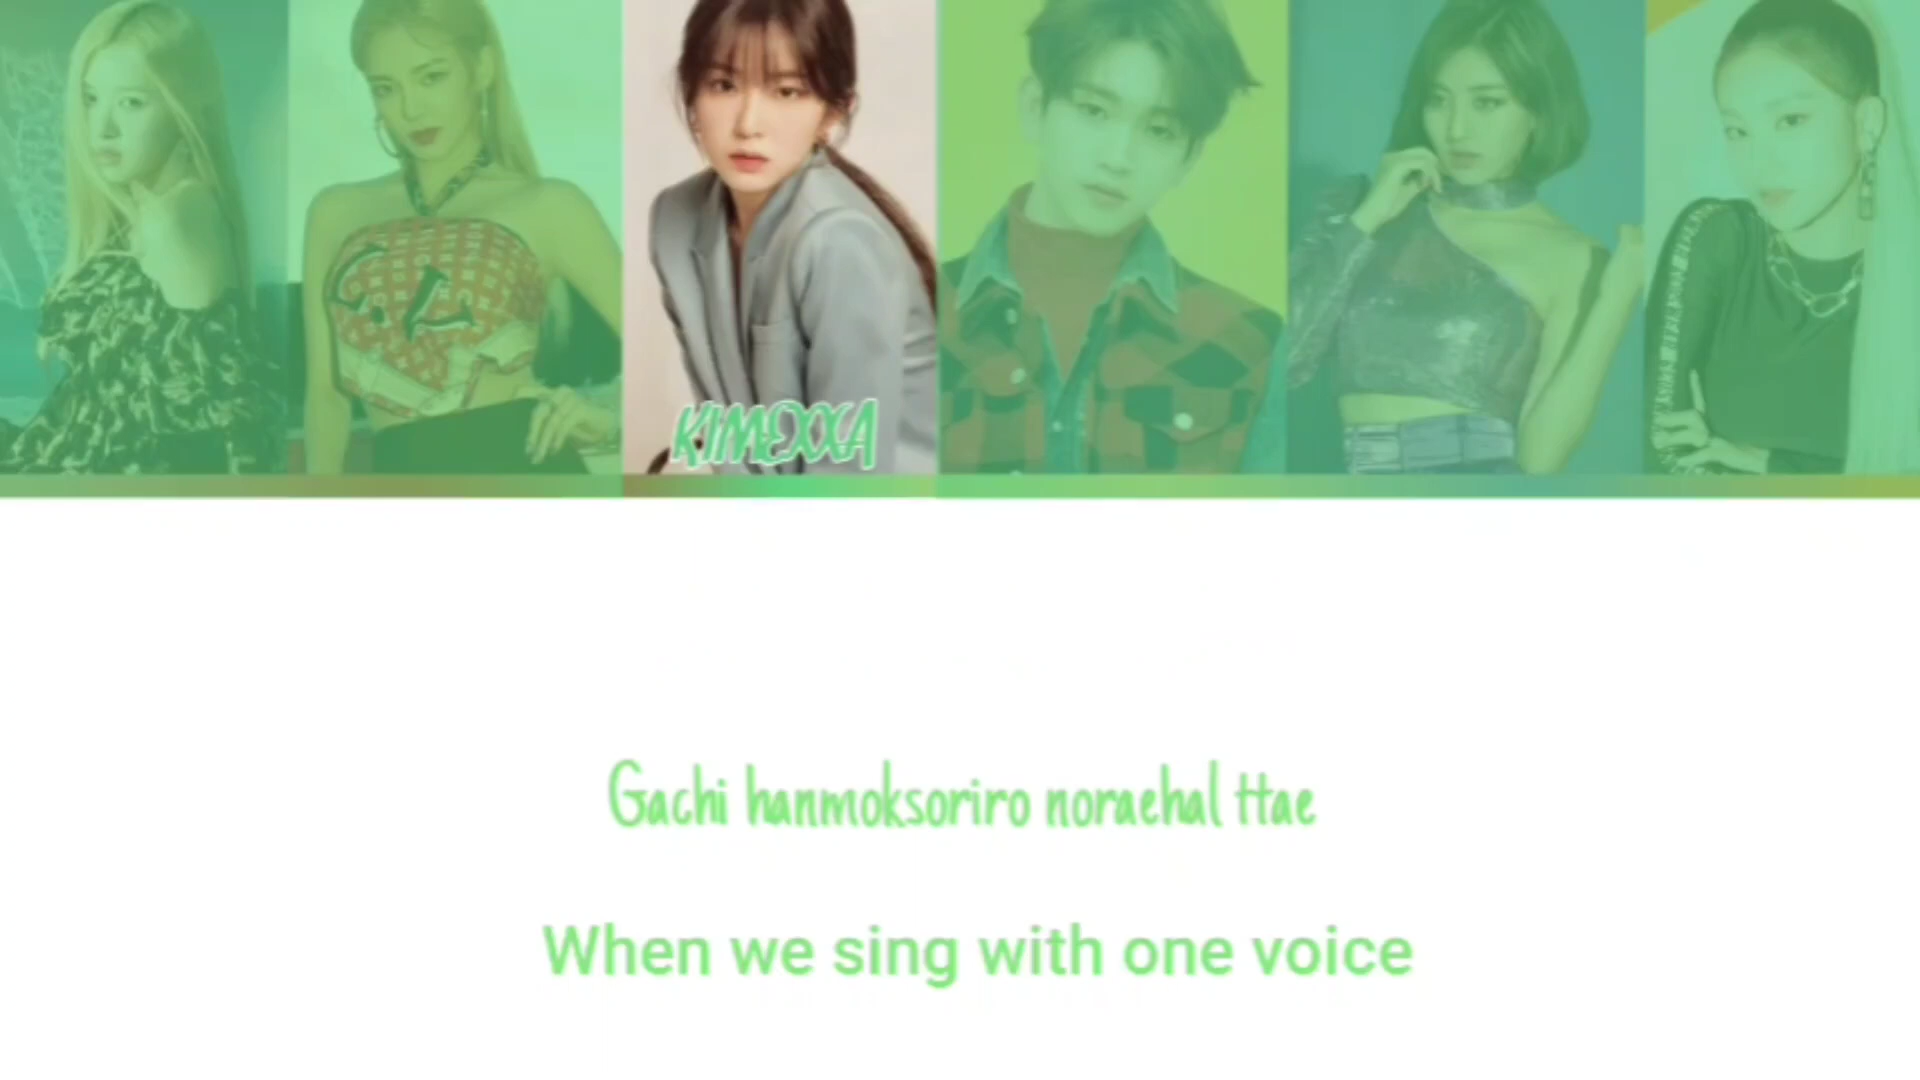 KIMEXXA
Gachi hanmoksoriro noraehal ttae
When we sing with one voice